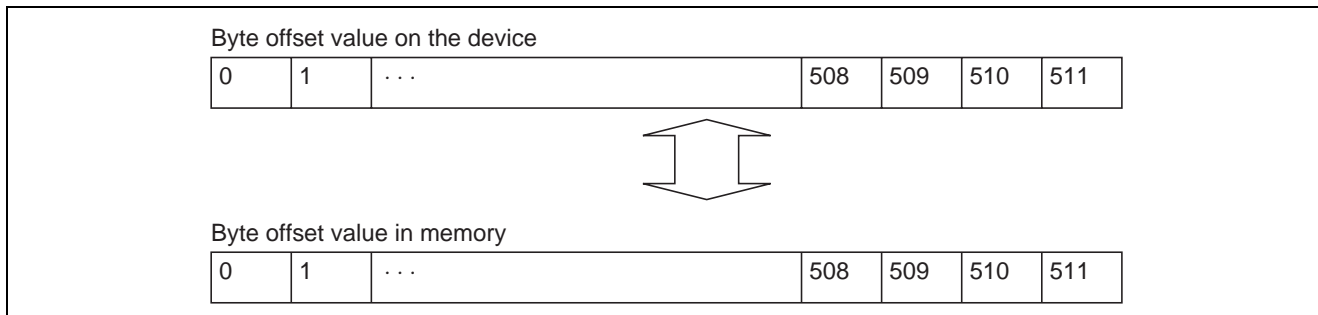 Byte offset value on the device
0 1 . . . 508 509 510 511
Byte offset value in memory
0 1 . . . 508 509 510 511